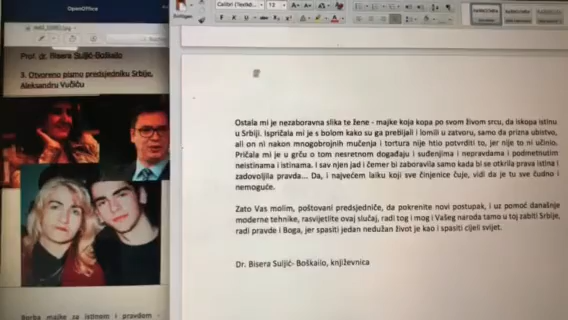 OpenOffice
Calibri (Tekstb...
12
Prof. dr. Bisera Suljić-Boškailo
3. Otvoreno pismo predsjedniku Srbije,
Aleksandru Vučiću
Ostala mi je nezaboravna slika te žene - majke koja kopa po svom živom srcu, da iskopa istinu
u Srbiji. Ispričala mi je s bolom kako su ga prebijali i lomili u zatvoru, samo da prizna ubistvo,
ali on ni nakon mnogobrojnih mučenja i tortura nije htio potvrditi to, jer nije to ni učinio.
Pričala mi je u grču o tom nesretnom događaju i suđenjima i nepravdama i podmetnutim
neistinama i istinama. I sav njen jad i čemer bi zaboravila samo kada bi se otkrila prava istina i
zadovoljila pravda... Da, i najvećem laiku koji sve činjenice čuje, vidi da je tu sve čudno i
nemoguće.
Zato Vas molim, poštovani predsjedniče, da pokrenite novi postupak, i uz pomoć današnje
moderne tehnike, rasvijetlite ovaj slučaj, radi tog i mog i Vašeg naroda tamo u toj zabiti Srbije,
radi pravde i Boga, jer spasiti jedan nedužan život je kao i spasiti cijeli svijet.
Dr. Bisera Suljić- Boškailo, književnica
Borba majke za istinom i pravdom -